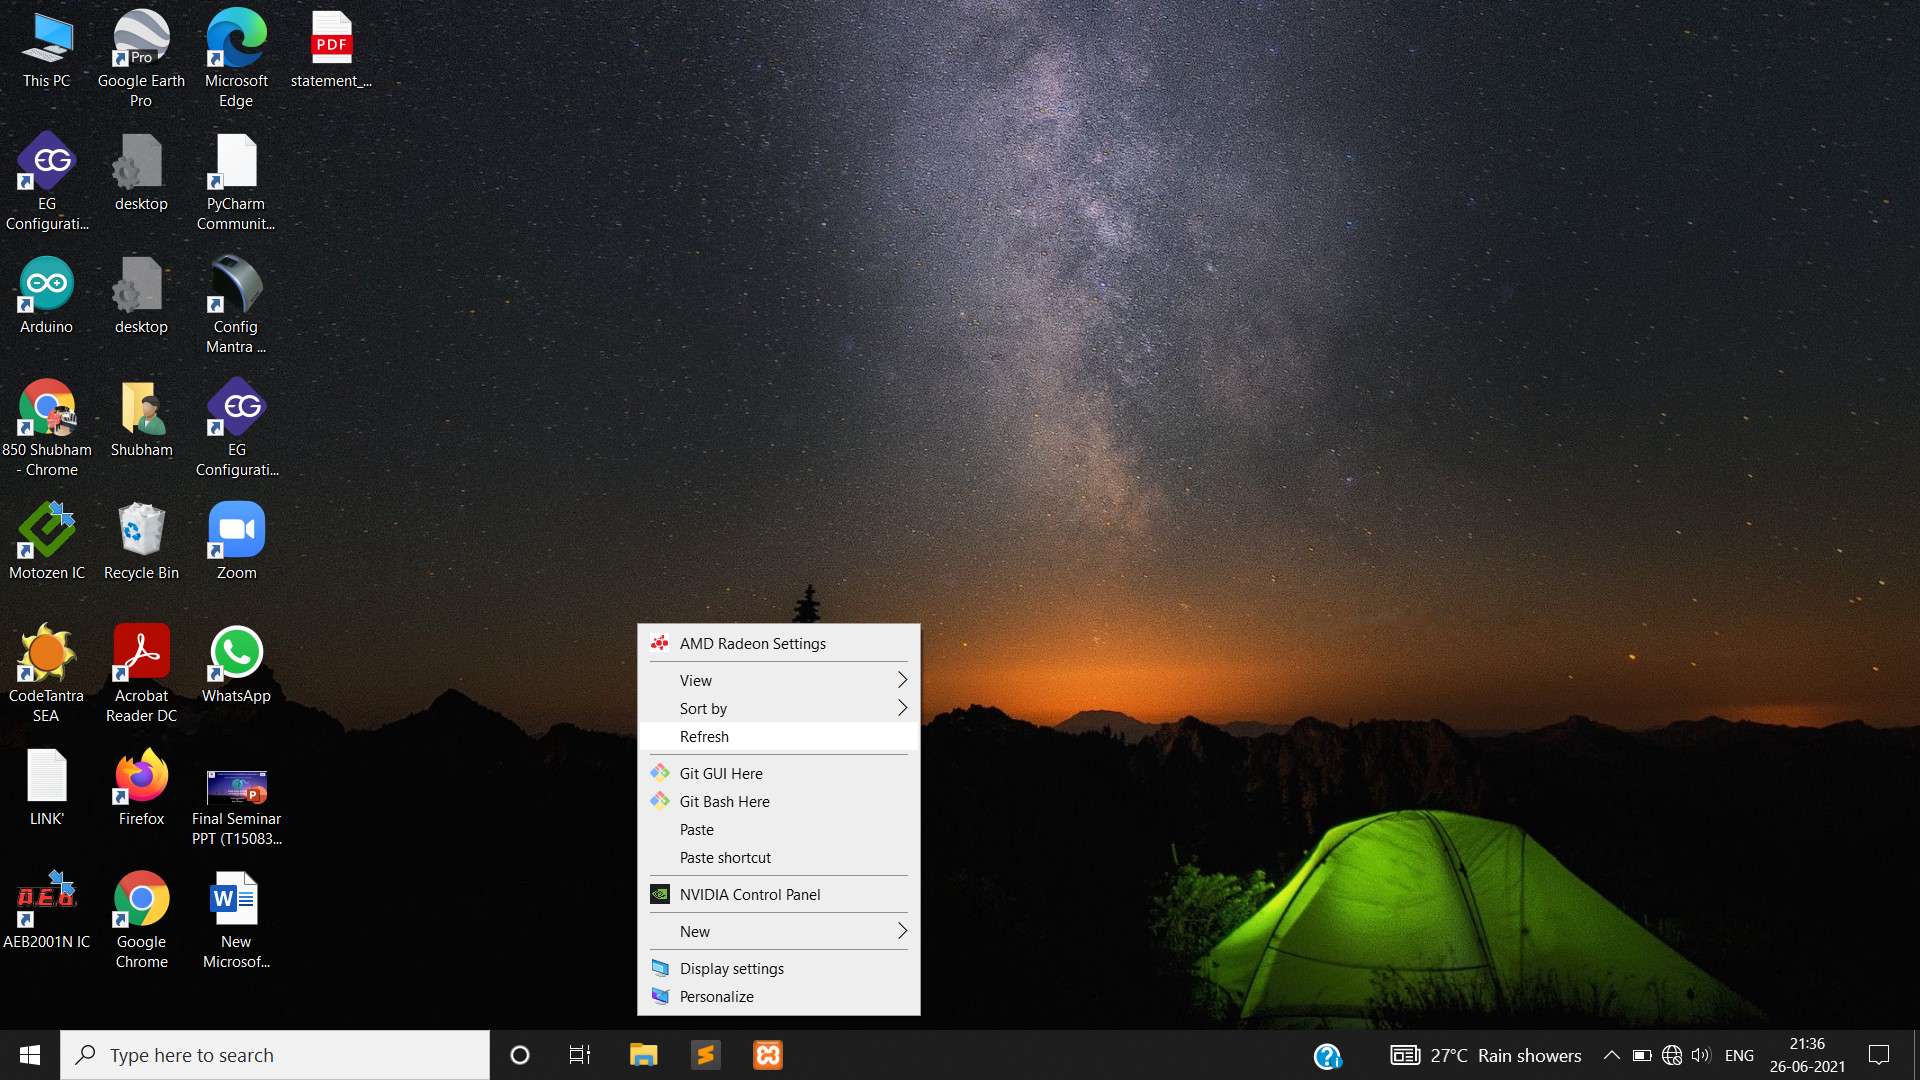 This PC
Google Earth
Pro
Pro
Microsoft
Edge
PDF
statement_...
EG
EG
Configurati...
desktop
PyCharm
Communit...
Arduino
desktop
Config
Mantra ...
850 Shubham
- Chrome
Shubham
EG
EG
Configurati...
Motozen IC
Recycle Bin
Zoom
CodeTantra
SEA
Acrobat
Reader DC
WhatsApp
LINK'
Firefox
P
Final Seminar
PPT (T15083...
A.E.B
AEB2001N IC
Google
Chrome
W
New
Microsof...
AMD Radeon Settings
View
Sort by
Refresh
Git GUI Here
Git Bash Here
Paste
Paste shortcut
NVIDIA Control Panel
New
Display settings
Personalize
Type here to search
27°C Rain showers
ENG
21:36
26-06-2021